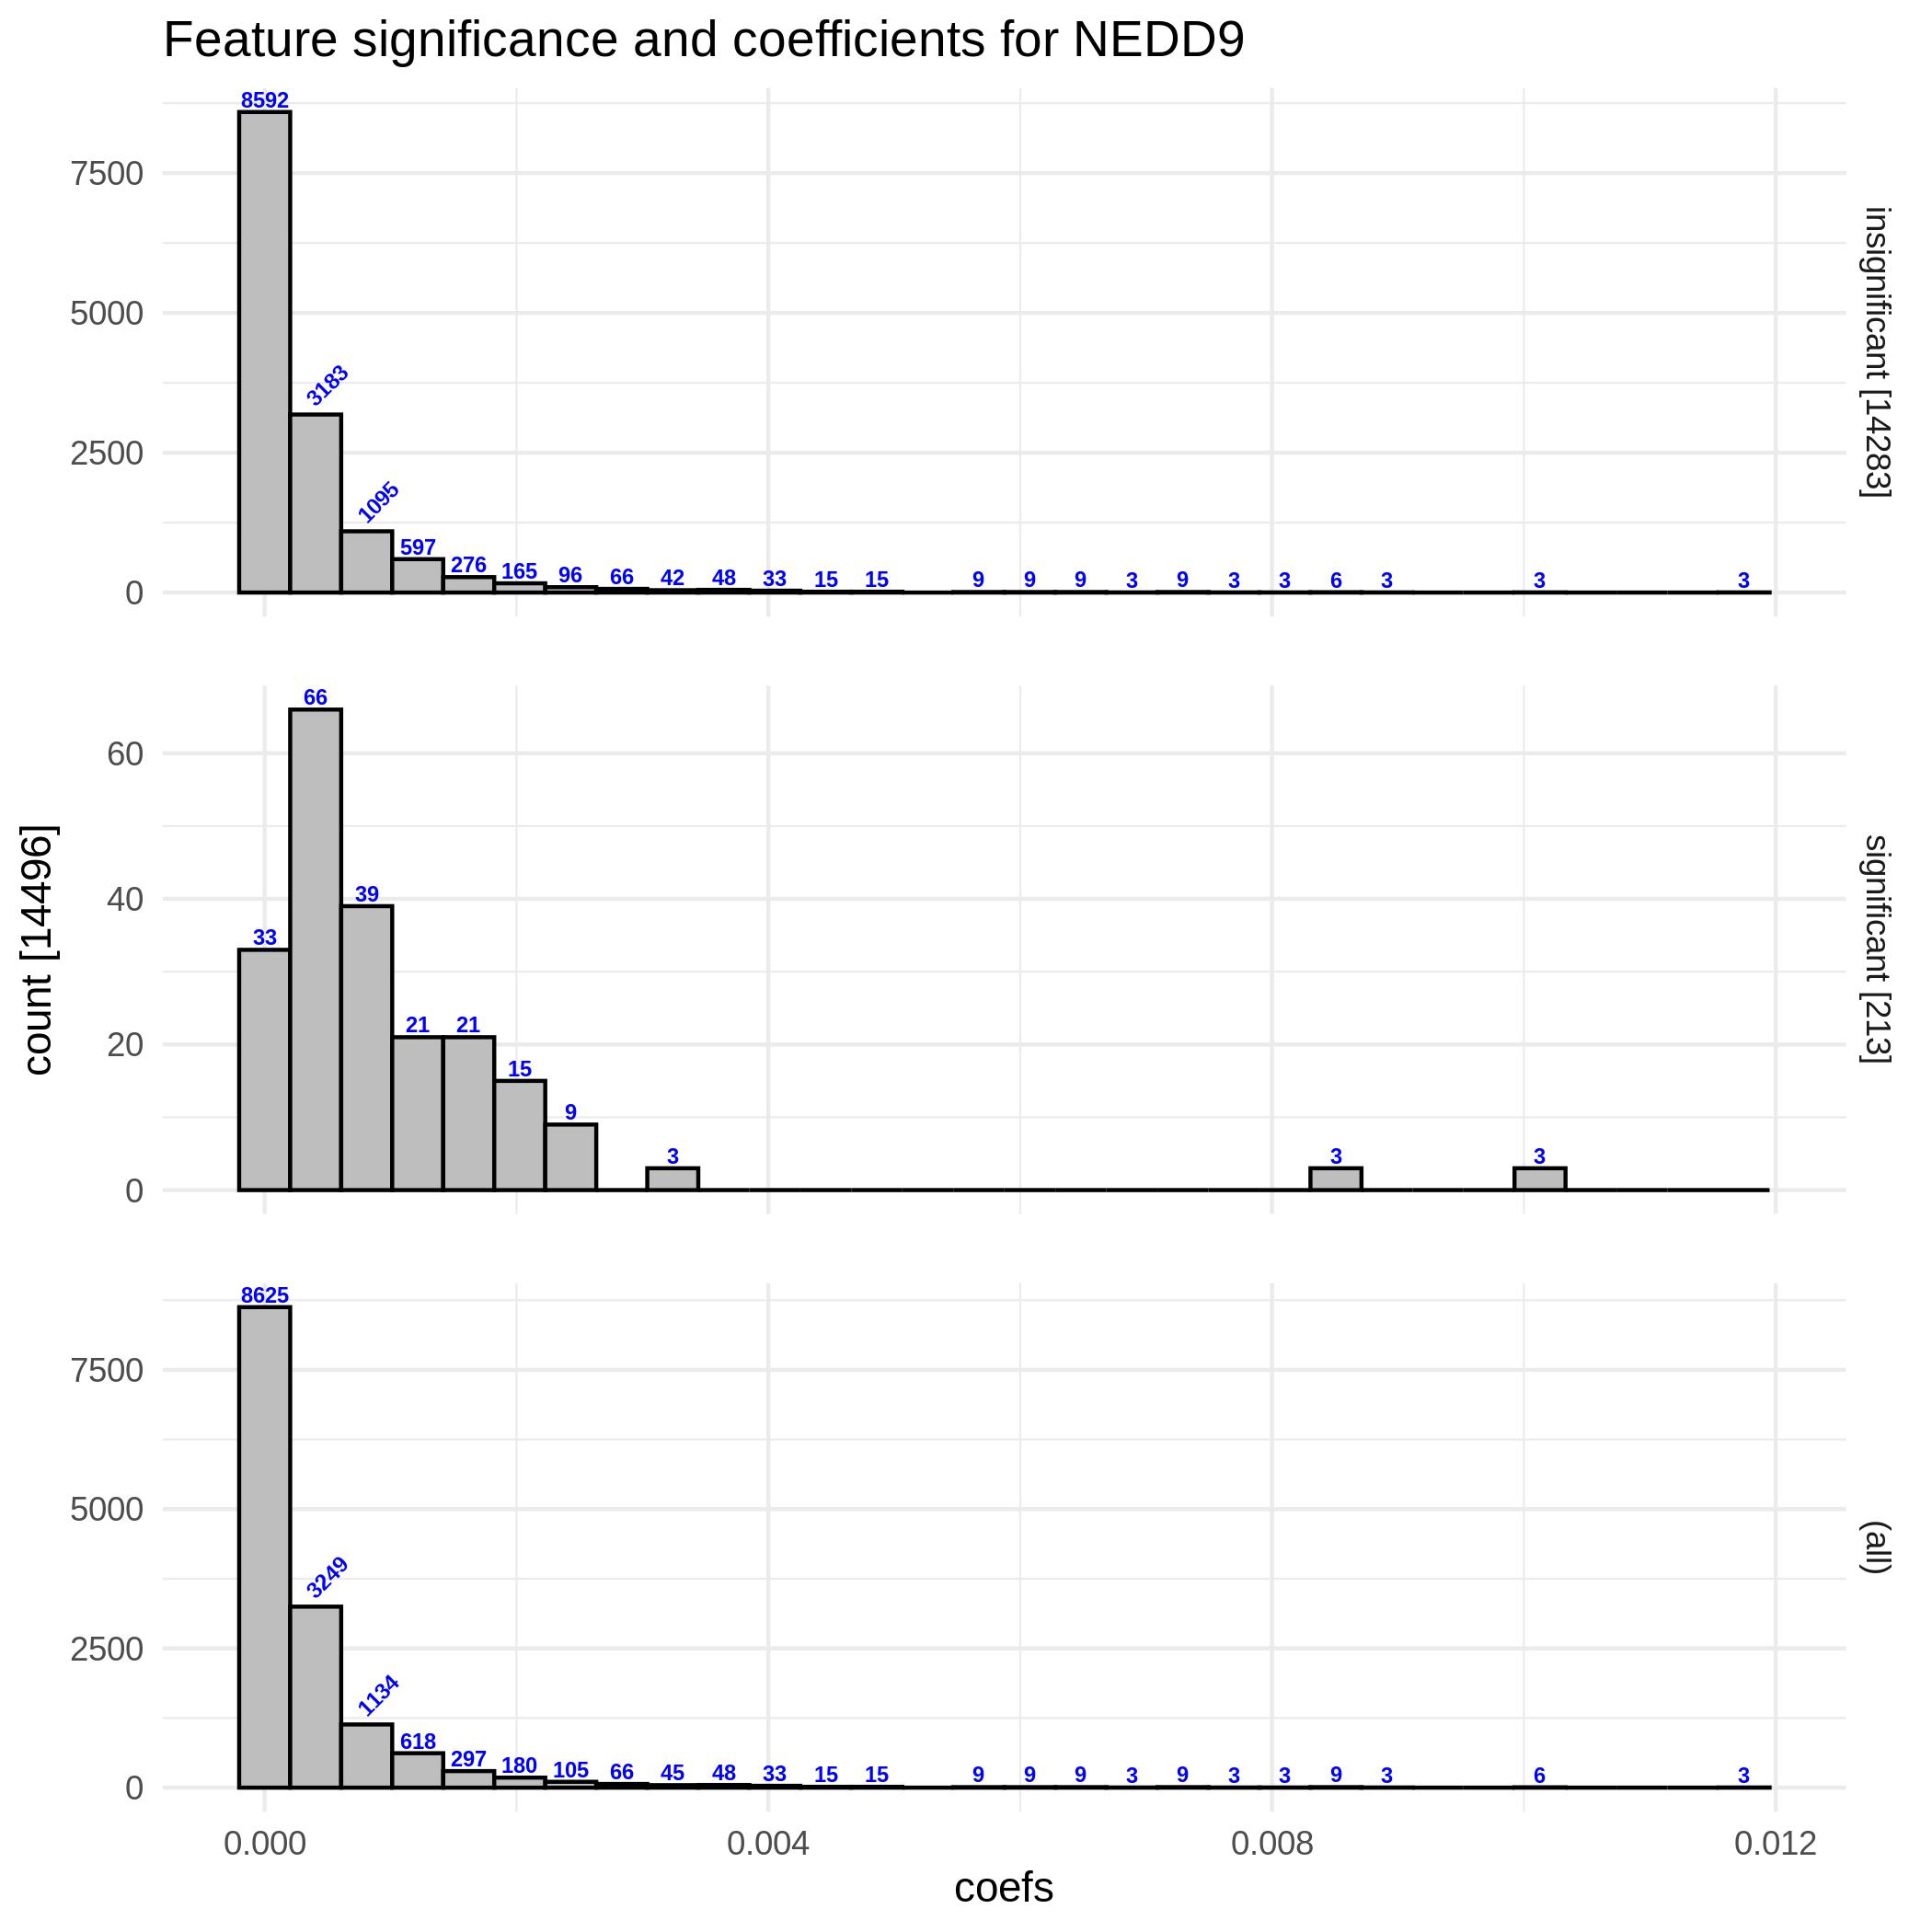 Feature significance and coefficients for NEDD9
8592
7500
5000
3183
2500
1095
597 276 165 96 66 42 48 33 15 15 9 9 9 3 9 3 3 6 3 3 3
0
insignificant [14283]
66
60
40
39
33
21 21
20
15
9
3 3 3
0
significant [213]
count [14496]
8625
7500
5000
3249
2500
1134
618 297 180 105 66 45 48 33 15 15 9 9 9 3 9 3 3 9 3 6 3
0
(all)
0.000 0.004 0.008 0.012
coefs